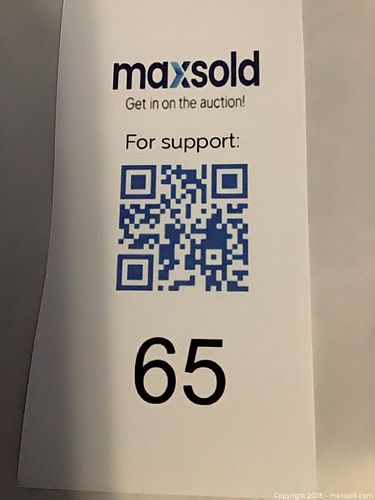 maxsold
Get in on the auction!
For support:
65
Copyright 2025 - maxsold.com